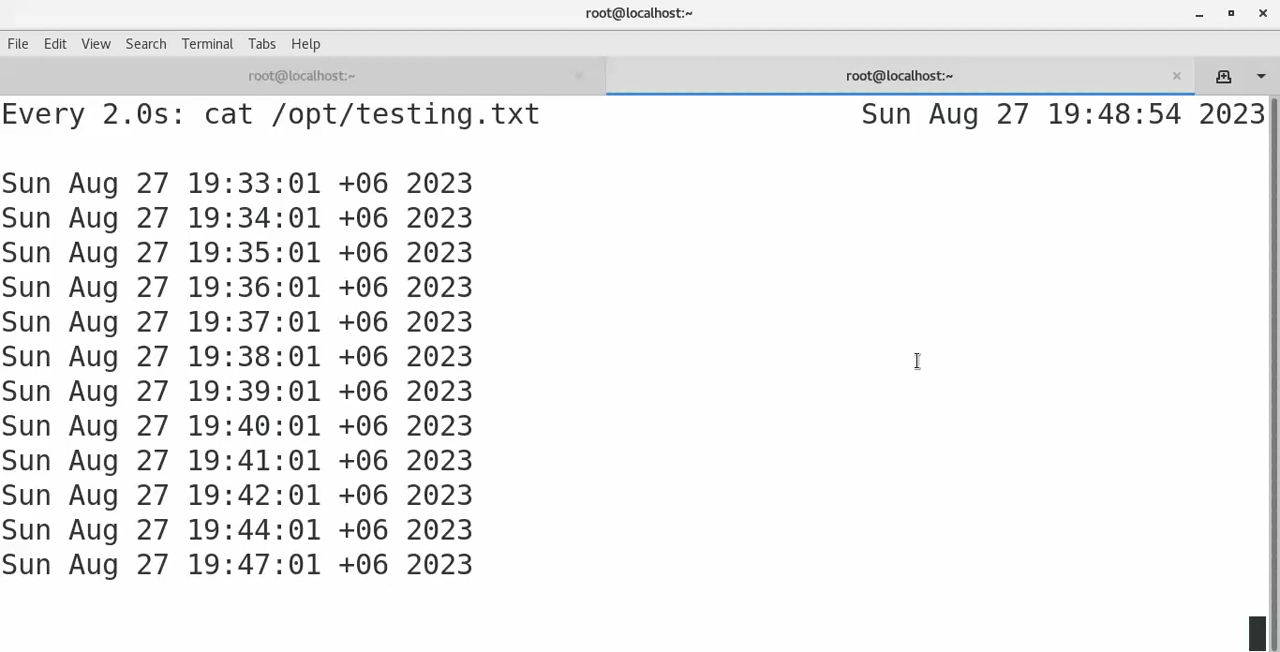 root@localhost:~
File Edit View Search Terminal Tabs Help
root@localhost:~ root@localhost:~
Every 2.0s: cat /opt/testing.txt Sun Aug 27 19:48:54 2023
Sun Aug 27 19:33:01 +06 2023
Sun Aug 27 19:34:01 +06 2023
Sun Aug 27 19:35:01 +06 2023
Sun Aug 27 19:36:01 +06 2023
Sun Aug 27 19:37:01 +06 2023
Sun Aug 27 19:38:01 +06 2023
Sun Aug 27 19:39:01 +06 2023
Sun Aug 27 19:40:01 +06 2023
Sun Aug 27 19:41:01 +06 2023
Sun Aug 27 19:42:01 +06 2023
Sun Aug 27 19:44:01 +06 2023
Sun Aug 27 19:47:01 +06 2023